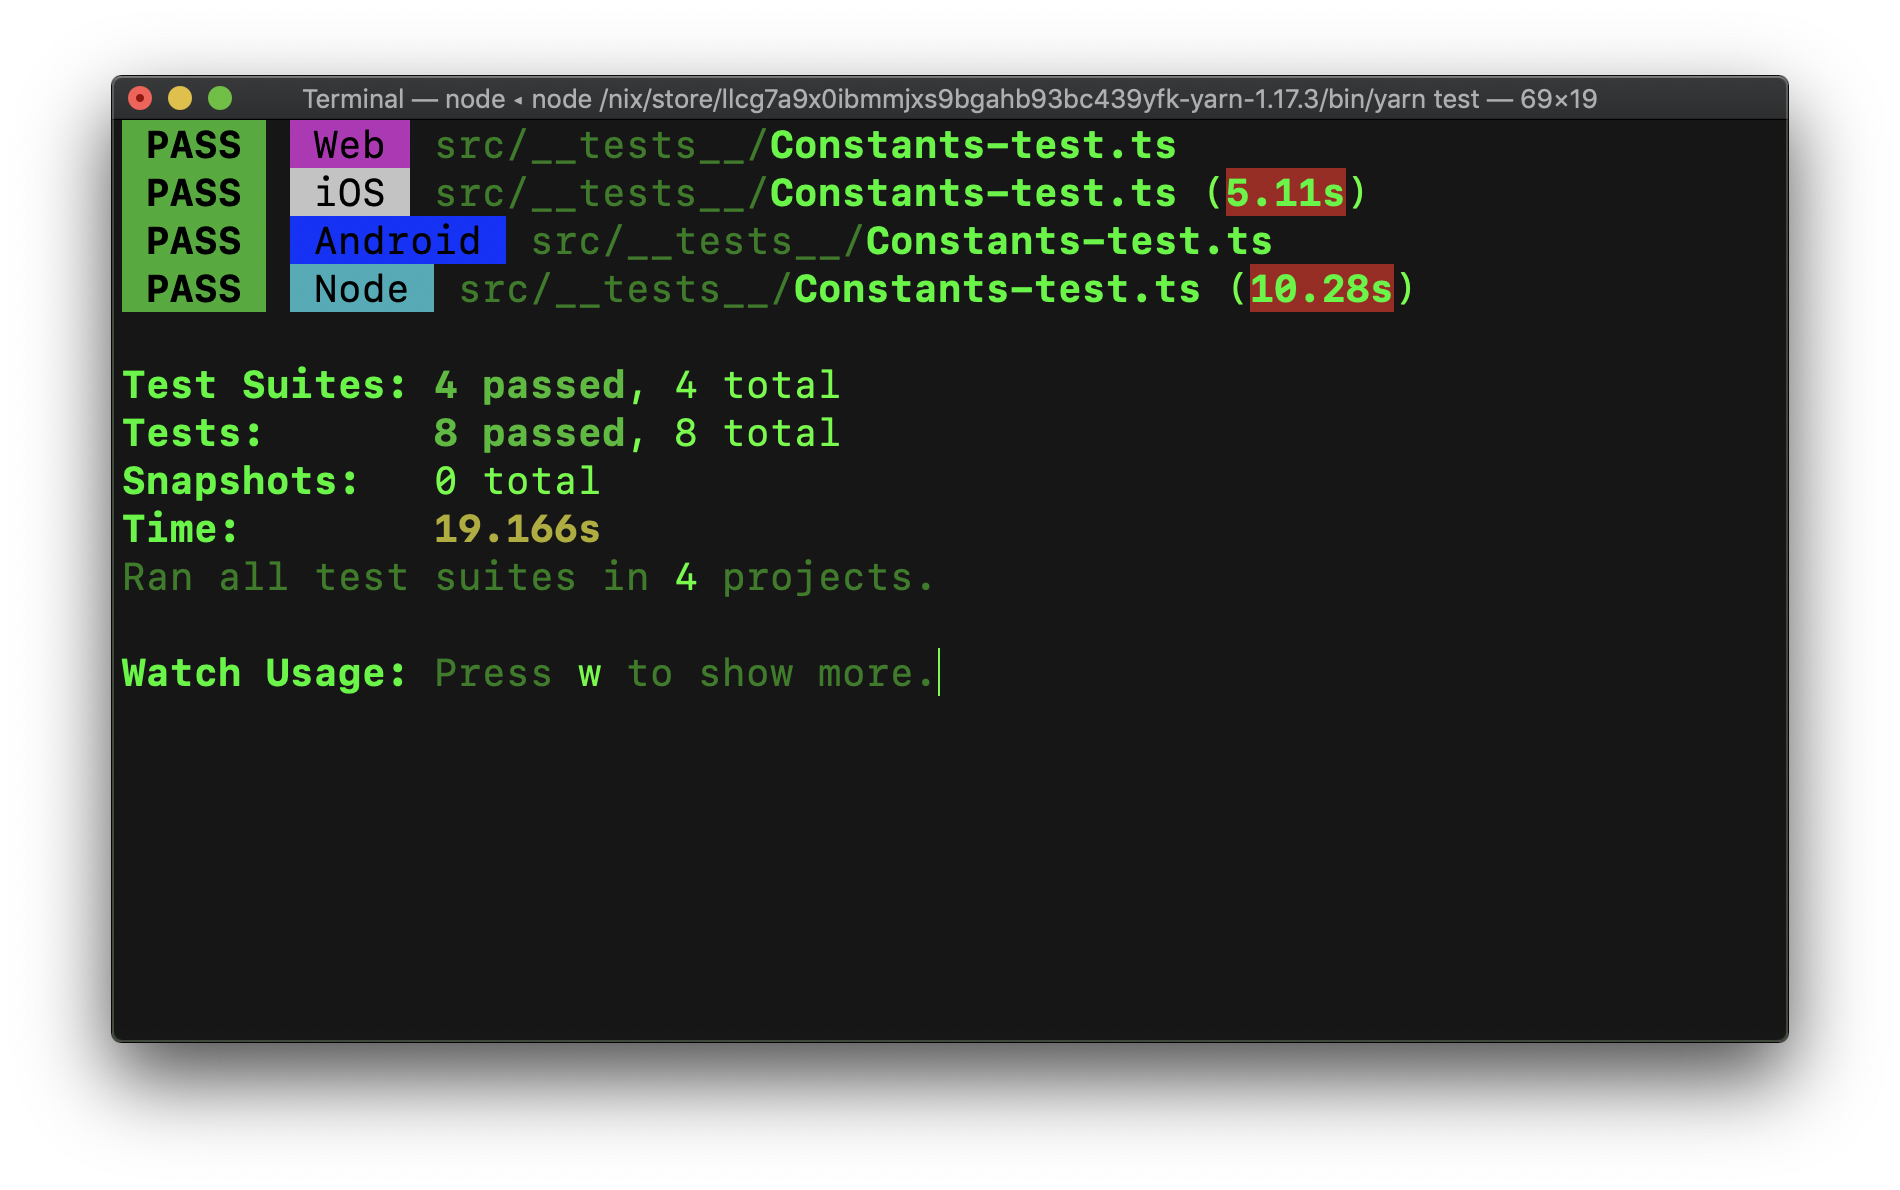 Terminal — node ◂ node /nix/store/llcg7a9x0ibmmjxs9bgahb93bc439yfk-yarn-1.17.3/bin/yarn test — 69×19
PASS Web src/__tests__/Constants-test.ts
PASS iOS src/__tests__/Constants-test.ts (5.11s)
PASS Android src/__tests__/Constants-test.ts
PASS Node src/__tests__/Constants-test.ts (10.28s)
Test Suites: 4 passed, 4 total
Tests: 8 passed, 8 total
Snapshots: 0 total
Time: 19.166s
Ran all test suites in 4 projects.
Watch Usage: Press w to show more.